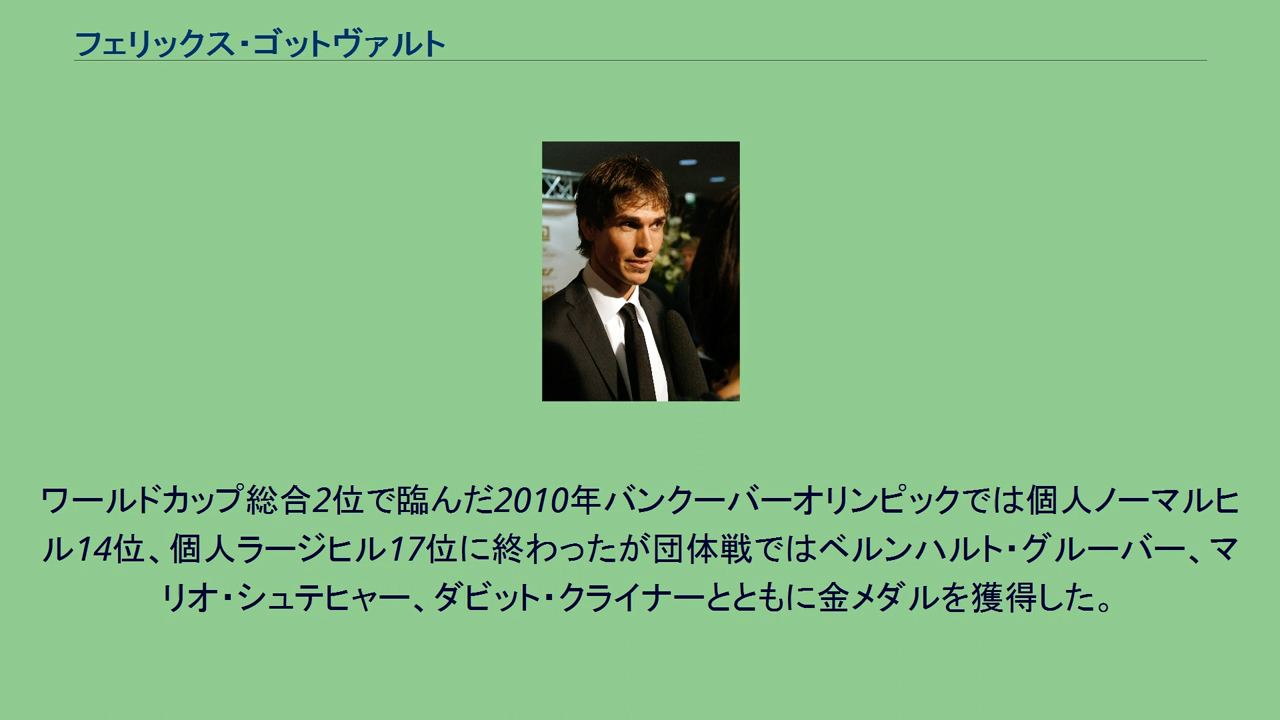 フェリックス・ゴットヴァルト
ワールドカップ総合2位で臨んだ2010年バンクーバーオリンピックでは個人ノーマルヒ
ル14位、個人ラージヒル17位に終わったが団体戦ではベルンハルト・グルーバー、マ
リオ・シュテヒャー、ダビット・クライナーとともに金メダルを獲得した。